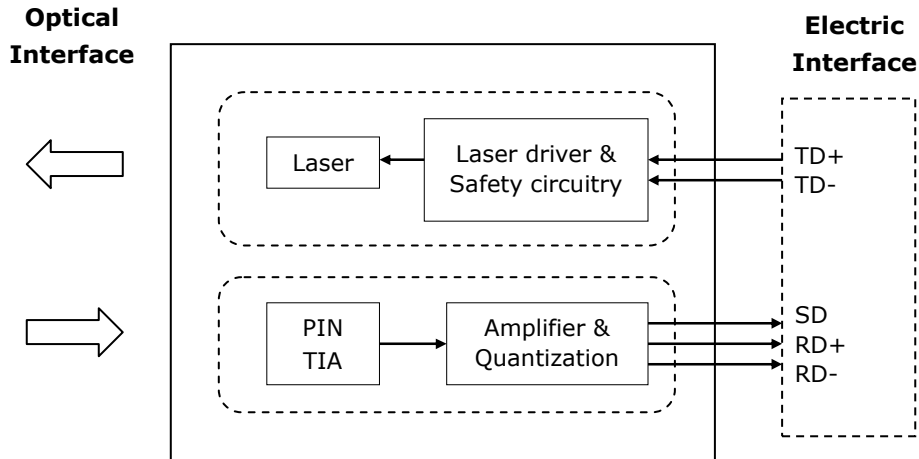 Optical
Interface
Electric
Interface
Laser
Laser driver &
Safety circuitry
TD+
TD-
PIN
TIA
Amplifier &
Quantization
SD
RD+
RD-